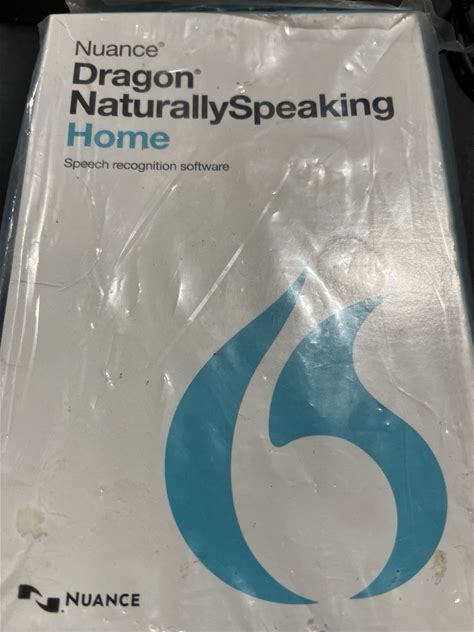 Nuance®
Dragon®
NaturallySpeaking
Home
Speech recognition software
NUANCE